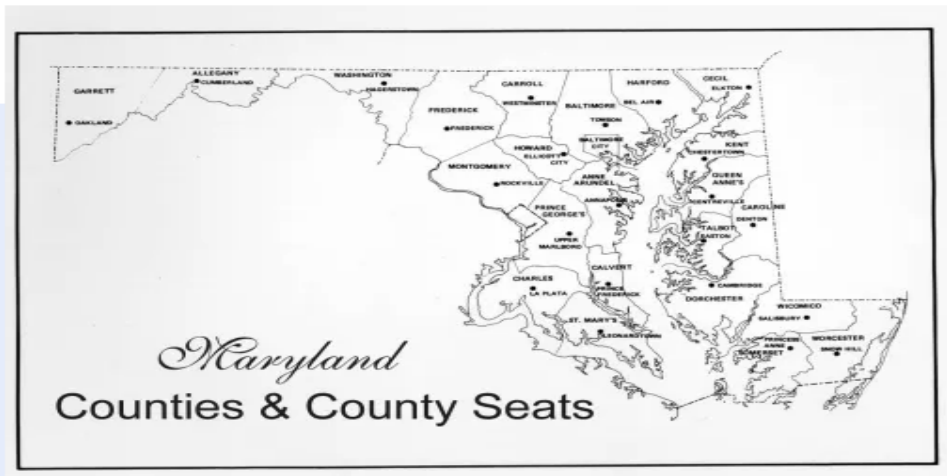 GARRETT
OAKLAND
ALLEGANY
CUMBERLAND
WASHINGTON
HAGERSTOWN
FREDERICK
FREDERICK
CARROLL
WESTMINSTER
BALTIMORE
TOWSON
BALTIMORE
CITY
HARFORD
BEL AIR
CECIL
ELKTON
KENT
CHESTERTOWN
HOWARD
ELLICOTT
CITY
MONTGOMERY
ROCKVILLE
ANNE
ARUNDEL
ANNAPOLIS
QUEEN
ANNE'S
CENTREVILLE
CAROLINE
DENTON
PRINCE
GEORGE'S
UPPER
MARLBORO
TALBOT
EASTON
CHARLES
LA PLATA
CALVERT
PRINCE
FREDERICK
CAMBRIDGE
DORCHESTER
ST. MARY'S
LEONARDTOWN
WICOMICO
SALISBURY
PRINCESS
ANNE
SOMERSET
WORCESTER
SNOW HILL
Maryland
Counties & County Seats